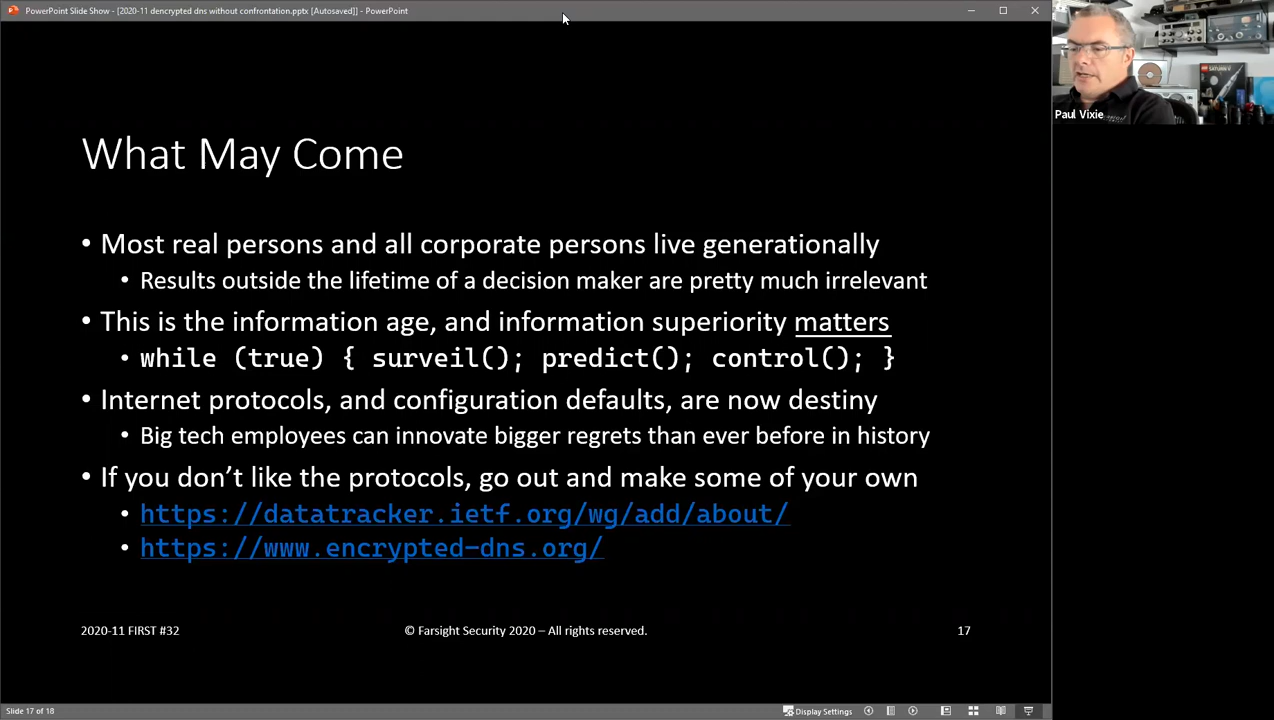 PowerPoint Slide Show - [2020-11 dencrypted dns without confrontation.pptx [Autosaved]] - PowerPoint
Paul Vixie
What May Come
• Most real persons and all corporate persons live generationally
• Results outside the lifetime of a decision maker are pretty much irrelevant
• This is the information age, and information superiority matters
• while (true) { surveil(); predict(); control(); }
• Internet protocols, and configuration defaults, are now destiny
• Big tech employees can innovate bigger regrets than ever before in history
• If you don’t like the protocols, go out and make some of your own
• https://datatracker.ietf.org/wg/add/about/
• https://www.encrypted-dns.org/
2020-11 FIRST #32
© Farsight Security 2020 – All rights reserved.
17
Slide 17 of 18
Display Settings